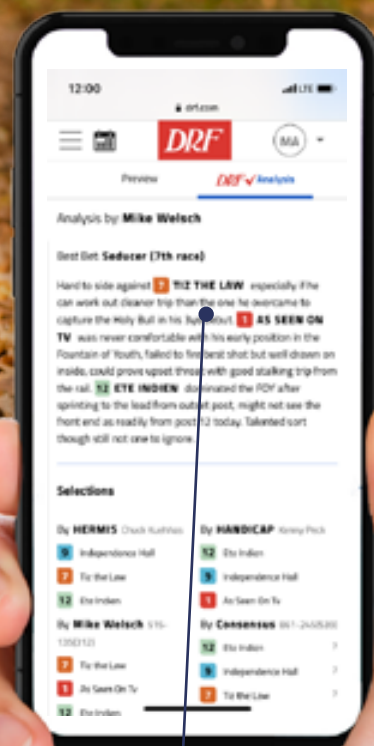 12:00 LTE
drf.com
DRF MA
Preview DRF Analysis
Analysis by Mike Welsch
Best Bet Seducer (7th race)
Hard to side against 7 TIZ THE LAW especially if he
can work out cleaner trip than the one he overcame to
capture the Holy Bull in his debut. 1 AS SEEN ON
TV was never comfortable with his early position in the
Fountain of Youth, failed to fire best shot but well drawn on
inside, could prove upset threat with good stalking trip from
the rail. 12 ETE INDIEN dominated the FOY after
sprinting to the lead from outset post, might not see the
front end as readily from post 12 today. Talented sort
though still not one to ignore.
Selections
By HERMIS Chuck By HANDICAP Kenny Peck
9 Independence Hall 12 Ete Indien
7 Tiz the Law 9 Independence Hall
12 Ete Indien 1 As Seen On Tv
By Mike Welsch By Consensus
7 Tiz the Law 12 Ete Indien
1 As Seen On Tv 9 Independence Hall
12 Ete Indien 7 Tiz the Law